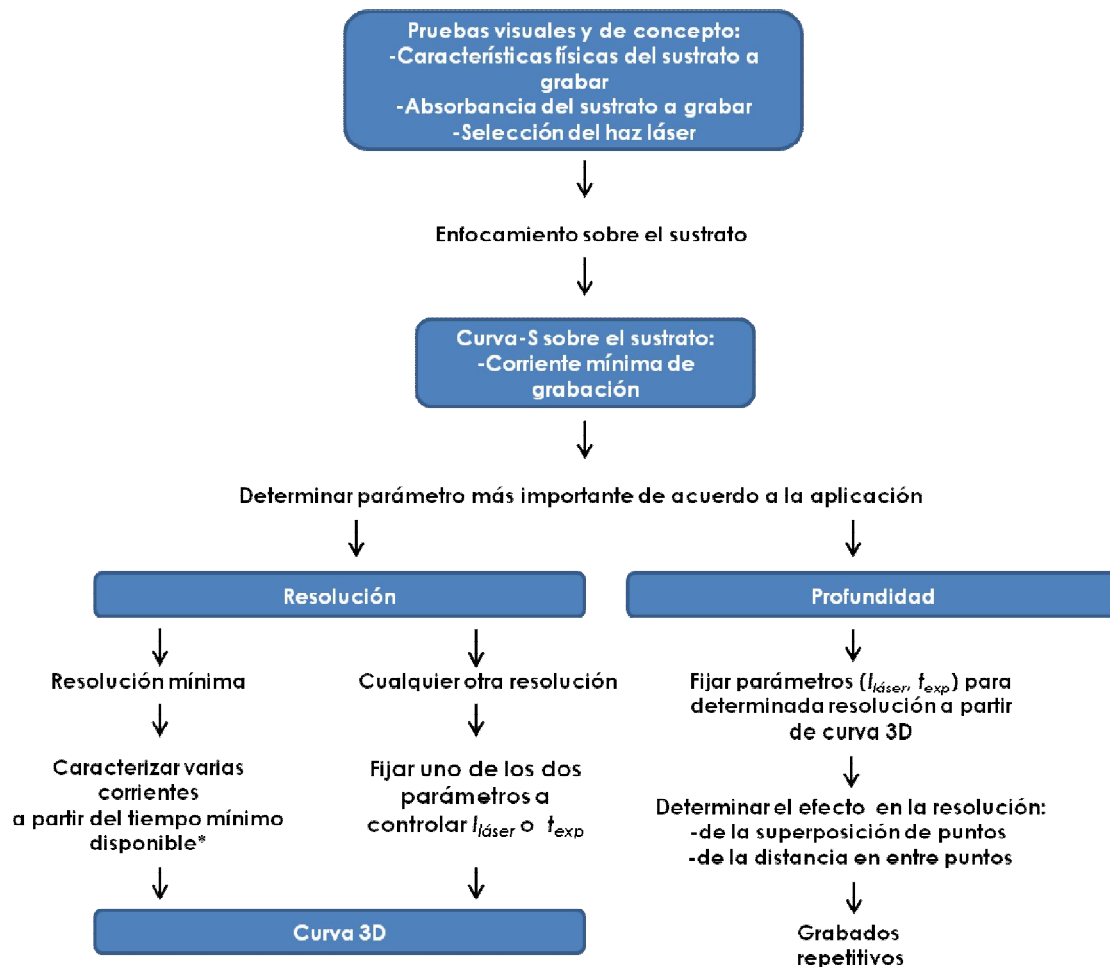 Pruebas visuales y de concepto:
-Características físicas del sustrato a
grabar
-Absorbancia del sustrato a grabar
-Selección del haz láser
Enfocamiento sobre el sustrato
Curva-S sobre el sustrato:
-Corriente mínima de
grabación
Determinar parámetro más importante de acuerdo a la aplicación
Resolución
Resolución mínima
Caracterizar varias
corrientes
a partir del tiempo mínimo
disponible*
Cualquier otra resolución
Fijar uno de los dos
parámetros a
controlar I láser o t exp
Curva 3D
Profundidad
Fijar parámetros (I láser, t exp) para
determinada resolución a partir
de curva 3D
Determinar el efecto en la resolución:
-de la superposición de puntos
-de la distancia en entre puntos
Grabados
repetitivos